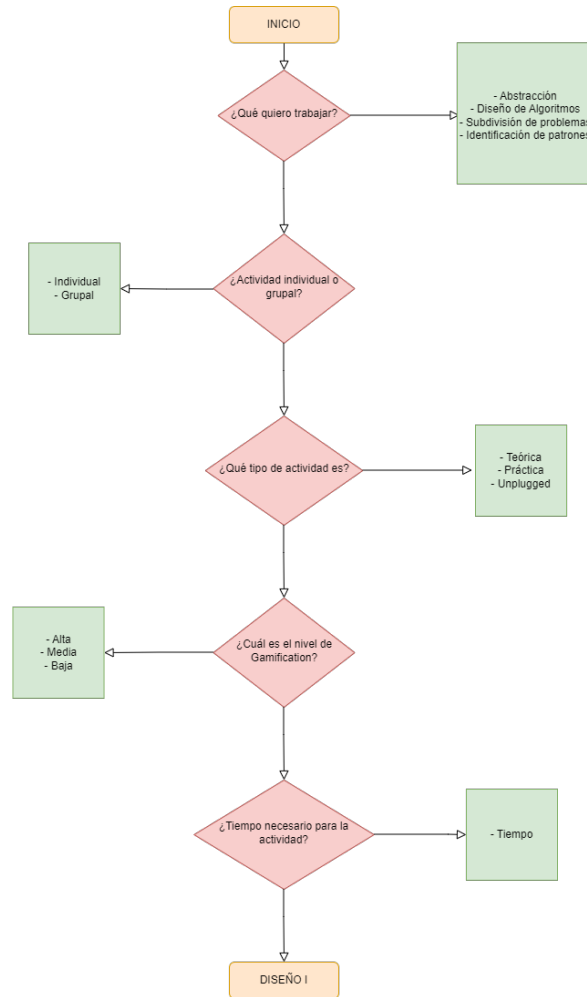 INICIO
¿Qué quiero trabajar?
- Abstracción
- Diseño de Algoritmos
- Subdivisión de problemas
- Identificación de patrones
¿Actividad individual o
grupal?
- Individual
- Grupal
¿Qué tipo de actividad es?
- Teórica
- Práctica
- Unplugged
¿Cuál es el nivel de
Gamification?
- Alta
- Media
- Baja
¿Tiempo necesario para la
actividad?
- Tiempo
DISEÑO I